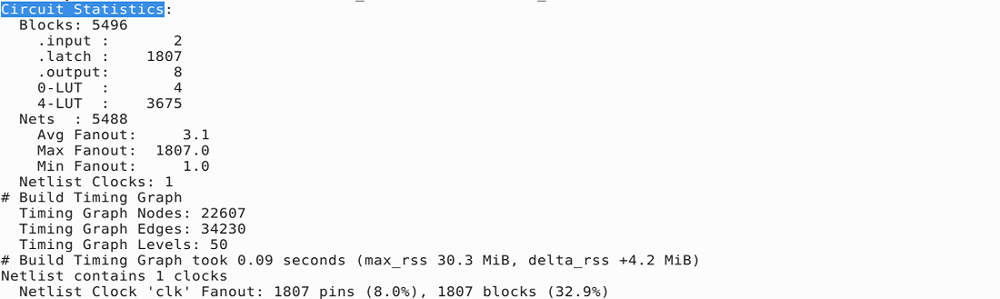 Circuit Statistics:
  Blocks: 5496
    .input :       2
    .latch :    1807
    .output:       8
    0-LUT  :       4
    4-LUT  :    3675
  Nets  : 5488
    Avg Fanout:     3.1
    Max Fanout:  1807.0
    Min Fanout:     1.0
  Netlist Clocks: 1
# Build Timing Graph
  Timing Graph Nodes: 22607
  Timing Graph Edges: 34230
  Timing Graph Levels: 50
# Build Timing Graph took 0.09 seconds (max_rss 30.3 MiB, delta_rss +4.2 MiB)
Netlist contains 1 clocks
  Netlist Clock 'clk' Fanout: 1807 pins (8.0%), 1807 blocks (32.9%)